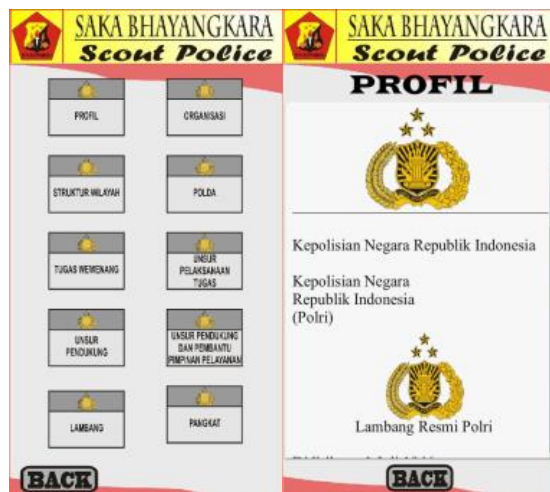 SAKA BHAYANGKARA
Scout Police
PROFIL
ORGANISASI
STRUKTUR WILAYAH
POLDA
TUGAS WEWENANG
UNSUR
PELAKSANAAN
TUGAS
UNSUR
PENDUKUNG
UNSUR PENDUKUNG
DAN PEMBANTU
PIMPINAN PELAYANAN
LAMBANG
PANGKAT
BACK
SAKA BHAYANGKARA
Scout Police
PROFIL
Kepolisian Negara Republik Indonesia
Kepolisian Negara
Republik Indonesia
(Polri)
Lambang Resmi Polri
BACK